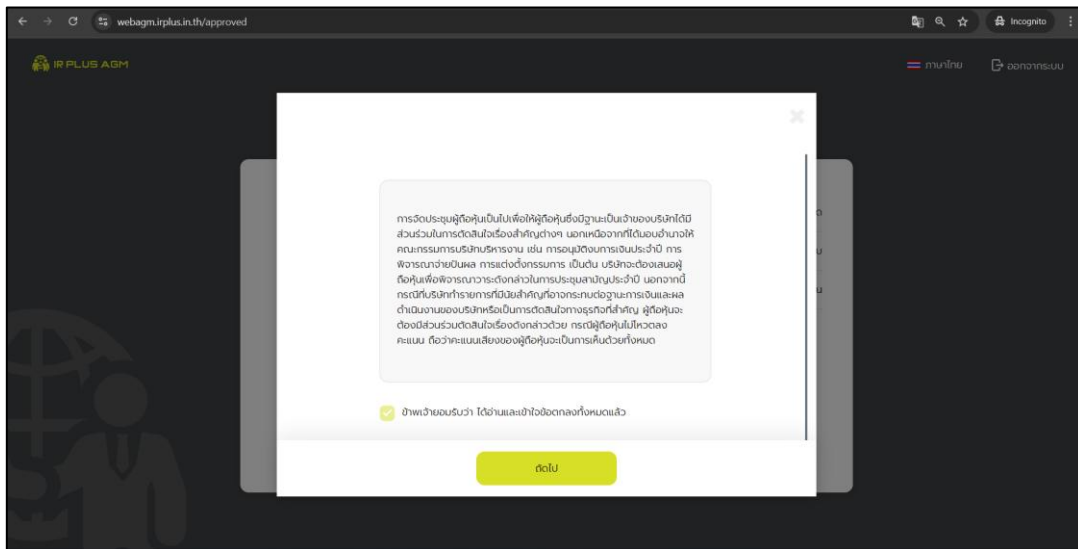 webagm.irplus.in.th/approved
Incognito
IR PLUS AGM
ภาษาไทย
ออกจากระบบ
การจัดประชุมผู้ถือหุ้นเป็นไปเพื่อให้ผู้ถือหุ้นซึ่งมีฐานะเป็นเจ้าของบริษัทได้มี
ส่วนร่วมในการตัดสินใจเรื่องสำคัญต่างๆ นอกเหนือจากที่ได้มอบอำนาจให้
คณะกรรมการบริษัทบริหารงาน เช่น การอนุมัติงบการเงินประจำปี การ
พิจารณาจ่ายปันผล การแต่งตั้งกรรมการ เป็นต้น บริษัทจะต้องเสนอผู้
ถือหุ้นเพื่อพิจารณาวาระดังกล่าวในการประชุมสามัญประจำปี นอกจากนี้
กรณีที่บริษัททำรายการที่มีนัยสำคัญที่อาจกระทบต่อฐานะการเงินและผล
ดำเนินงานของบริษัทหรือเป็นการตัดสินใจทางธุรกิจที่สำคัญ ผู้ถือหุ้นจะ
ต้องมีส่วนร่วมตัดสินใจเรื่องดังกล่าวด้วย กรณีผู้ถือหุ้นไม่โหวตลง
คะแนน ถือว่าคะแนนเสียงของผู้ถือหุ้นจะเป็นการเห็นด้วยทั้งหมด
ข้าพเจ้ายอมรับว่า ได้อ่านและเข้าใจข้อตกลงทั้งหมดแล้ว
ถัดไป